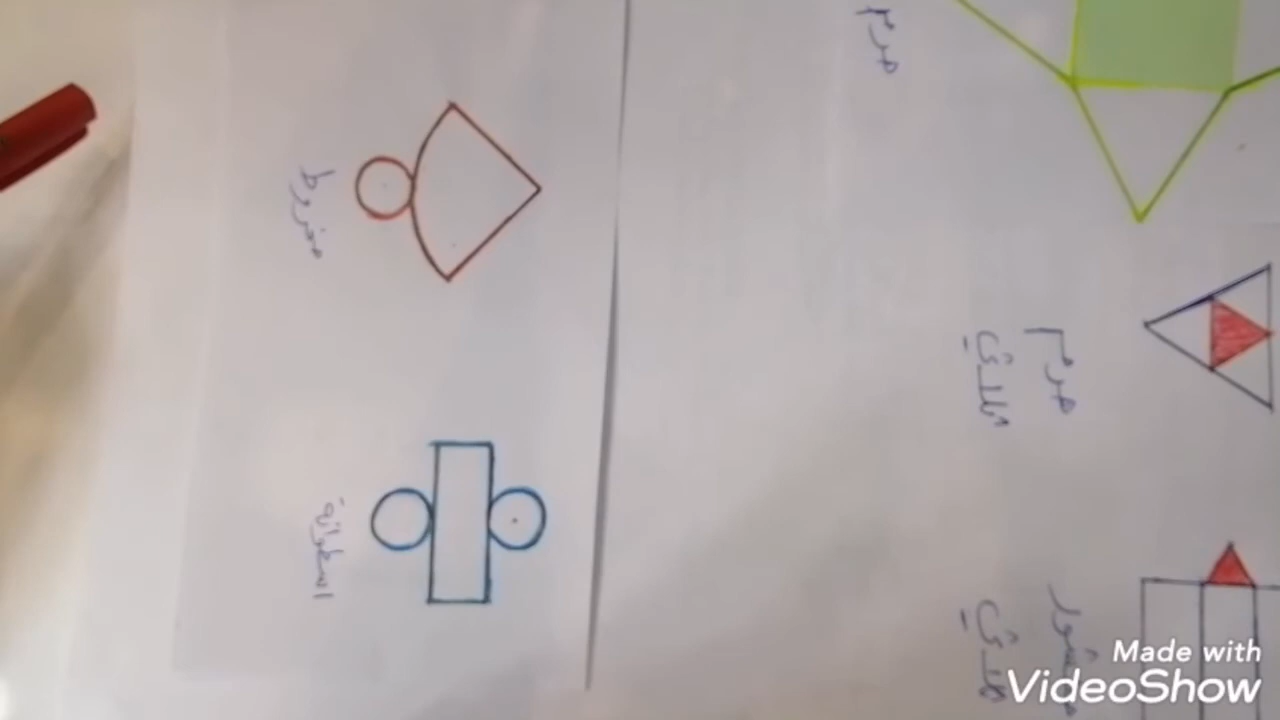 هرم
هرم
ثلاثي
منشور
ثلاثي
مخروط
اسطوانة
Made with
VideoShow